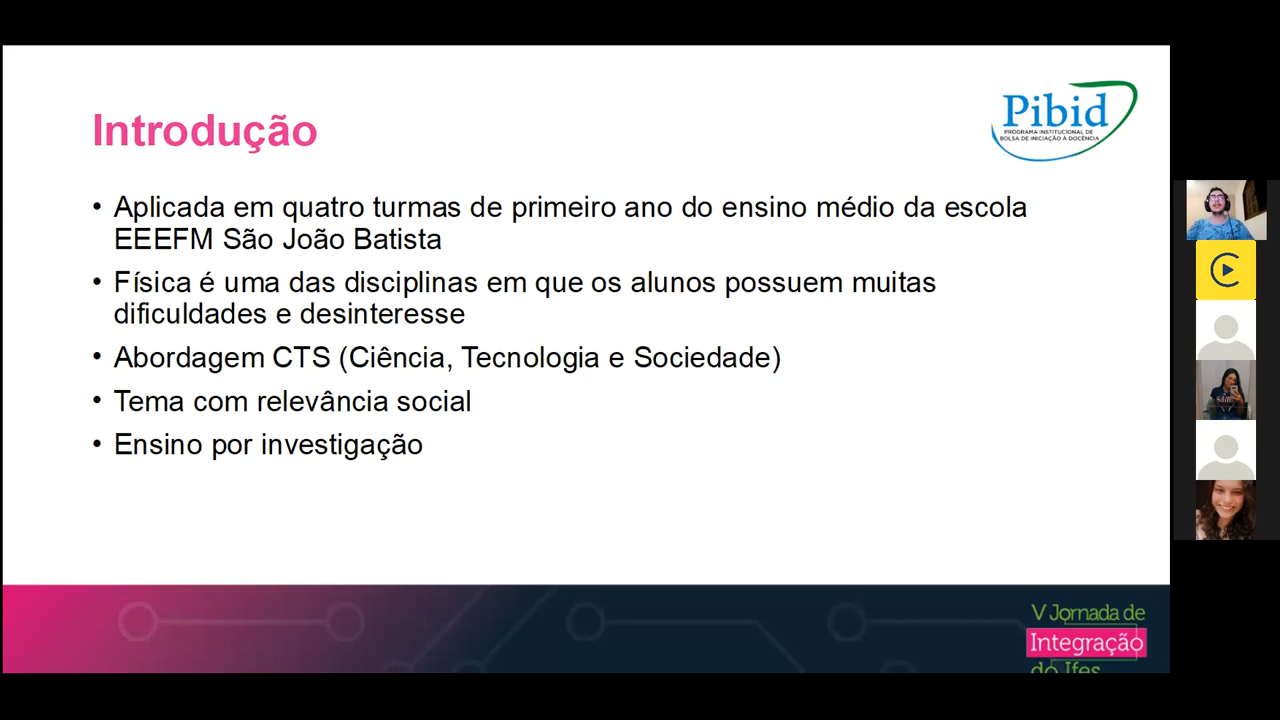 Introdução
Pibid
PROGRAMA INSTITUCIONAL DE
BOLSA DE INICIAÇÃO À DOCÊNCIA
• Aplicada em quatro turmas de primeiro ano do ensino médio da escola
EEEFM São João Batista
• Física é uma das disciplinas em que os alunos possuem muitas
dificuldades e desinteresse
• Abordagem CTS (Ciência, Tecnologia e Sociedade)
• Tema com relevância social
• Ensino por investigação
V Jornada de
Integração
do Ifes